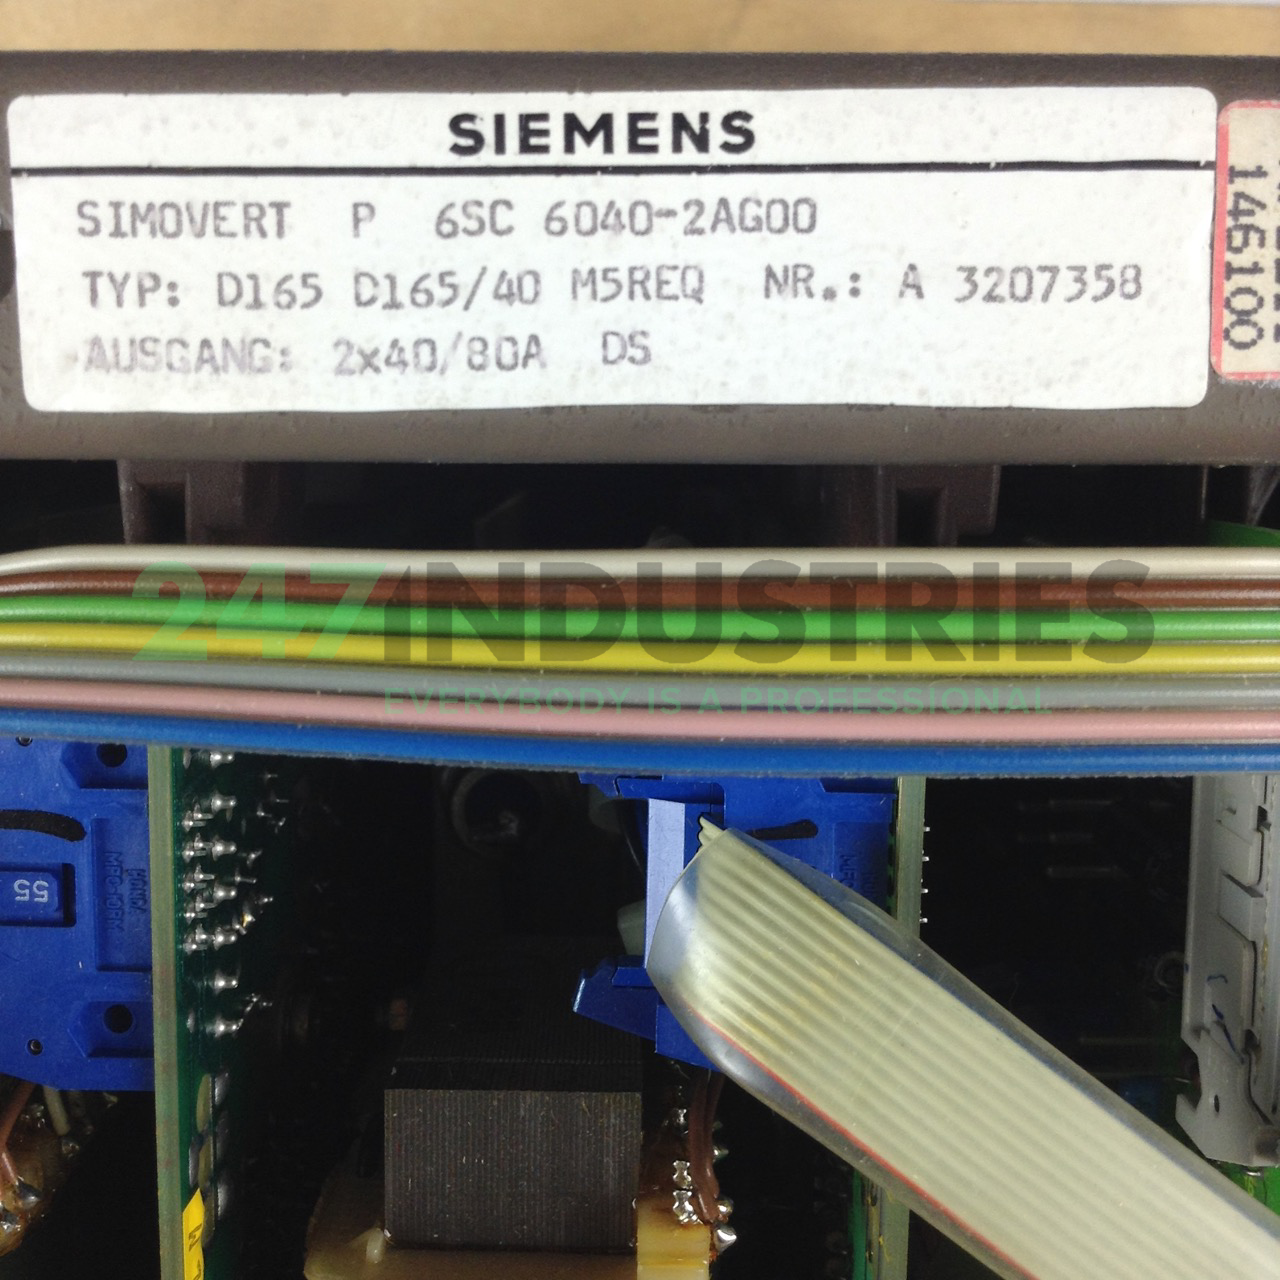 SIEMENS
SIMOVERT P 6SC 6040-2AG00
TYP: D165 D165/40 M5REQ NR.: A 3207358
AUSGANG: 2x40/80A DS
146100
247INDUSTRIES
EVERYBODY IS A PROFESSIONAL
55